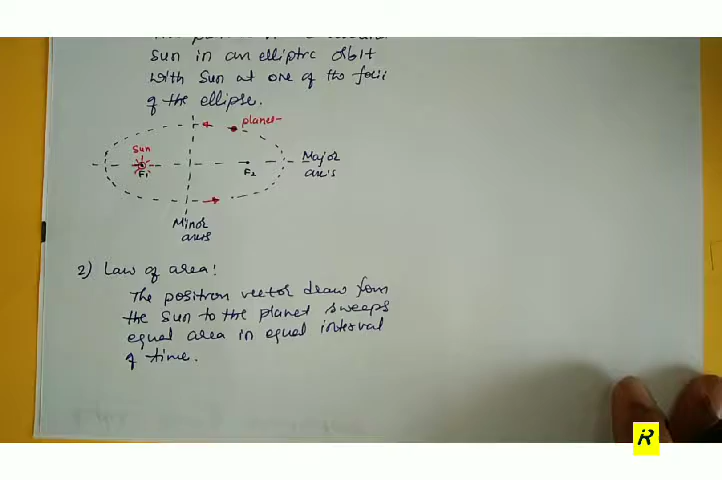 Sun in an elliptic orbit
with Sun at one of the foci
of the ellipse.
planet
Sun
F1
F2
Major
axis
Minor
axis
2) Law of area:
The position vector draw form
the Sun to the planet sweeps
equal area in equal interval
of time.
R